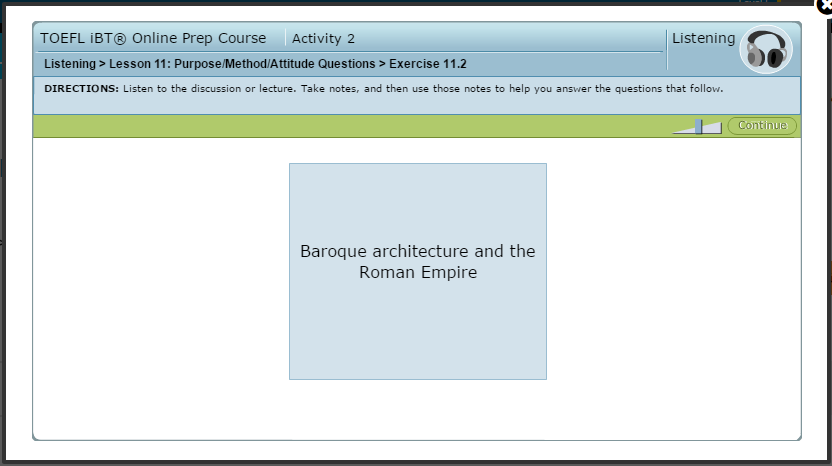 TOEFL iBT® Online Prep Course Activity 2 Listening
Listening > Lesson 11: Purpose/Method/Attitude Questions > Exercise 11.2
DIRECTIONS: Listen to the discussion or lecture. Take notes, and then use those notes to help you answer the questions that follow.
Continue
Baroque architecture and the
Roman Empire